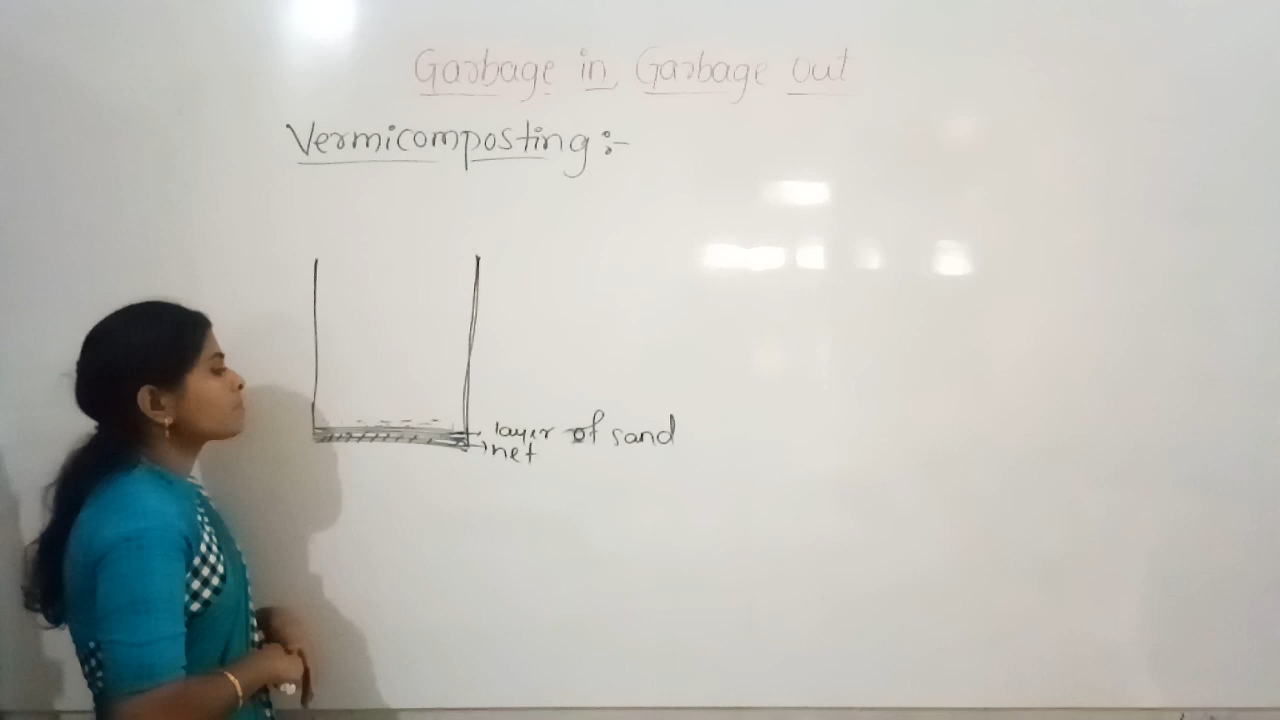 Garbage in Garbage out
Vermicomposting :-
layer of sand
net